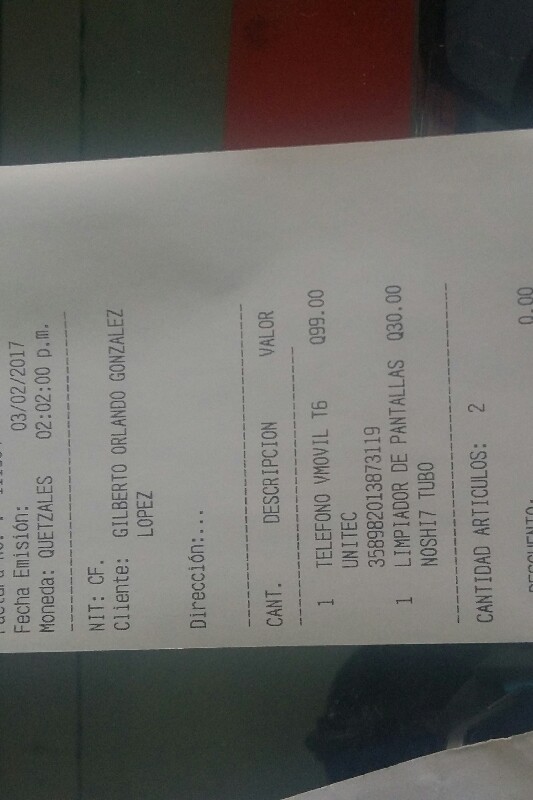 Fecha Emisión: 03/02/2017
Moneda: QUETZALES 02:02:00 p.m.
NIT: CF.
Cliente: GILBERTO ORLANDO GONZALEZ
LOPEZ
Dirección:...
CANT. DESCRIPCION VALOR
1 TELEFONO VMOVIL T6 Q99.00
UNITEC
358982013873119
1 LIMPIADOR DE PANTALLAS Q30.00
NOSHI7 TUBO
CANTIDAD ARTICULOS: 2
DESCUENTO: 0.00